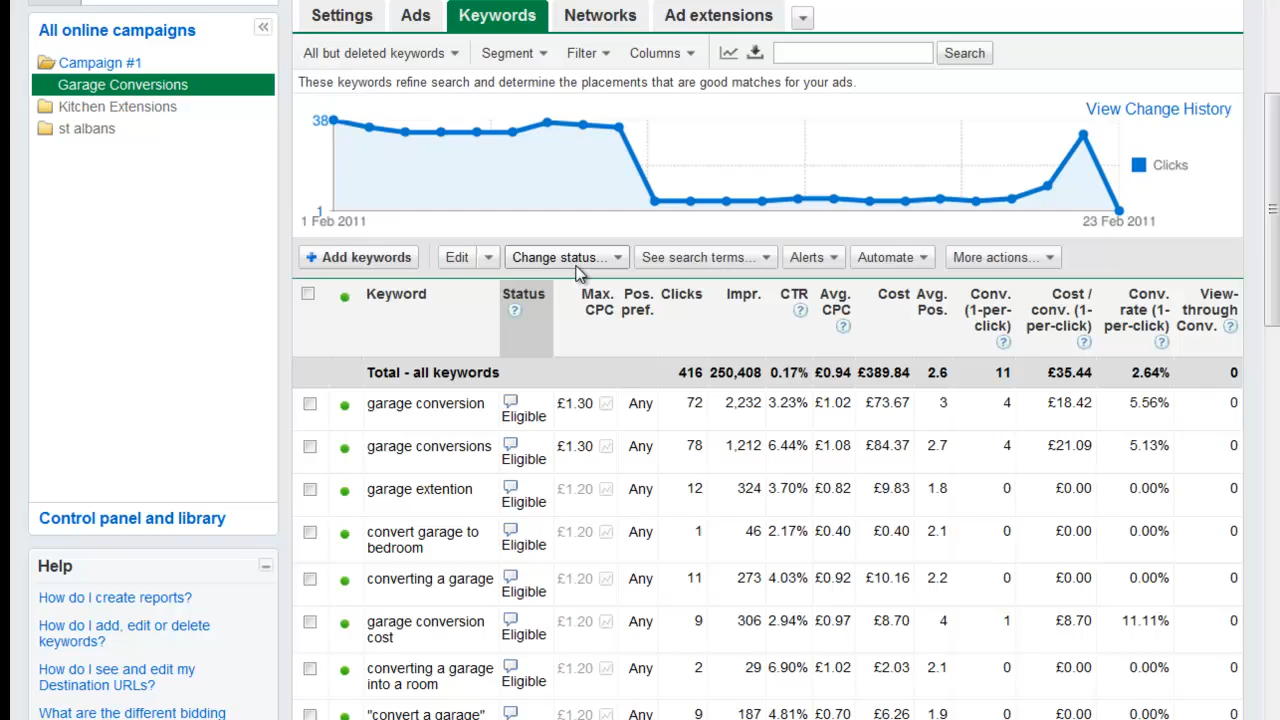 Settings Ads Keywords Networks Ad extensions
All online campaigns
Campaign #1
Garage Conversions
Kitchen Extensions
st albans
All but deleted keywords Segment Filter Columns Search
These keywords refine search and determine the placements that are good matches for your ads.
View Change History
38
Clicks
1
1 Feb 2011 23 Feb 2011
+ Add keywords Edit Change status... See search terms... Alerts Automate More actions...
Keyword Status ? Max. CPC Pos. pref. Clicks Impr. CTR ? Avg. CPC ? Cost Avg. Pos. Conv. (1-per-click) ? Cost / conv. (1-per-click) ? Conv. rate (1-per-click) ? View-through Conv. ?
Total - all keywords 416 250,408 0.17% £0.94 £389.84 2.6 11 £35.44 2.64% 0
garage conversion Eligible £1.30 Any 72 2,232 3.23% £1.02 £73.67 3 4 £18.42 5.56% 0
garage conversions Eligible £1.30 Any 78 1,212 6.44% £1.08 £84.37 2.7 4 £21.09 5.13% 0
garage extention Eligible £1.20 Any 12 324 3.70% £0.82 £9.83 1.8 0 £0.00 0.00% 0
convert garage to bedroom Eligible £1.20 Any 1 46 2.17% £0.40 £0.40 2.1 0 £0.00 0.00% 0
converting a garage Eligible £1.20 Any 11 273 4.03% £0.92 £10.16 2.2 0 £0.00 0.00% 0
garage conversion cost Eligible £1.20 Any 9 306 2.94% £0.97 £8.70 4 1 £8.70 11.11% 0
converting a garage into a room Eligible £1.20 Any 2 29 6.90% £1.02 £2.03 2.1 0 £0.00 0.00% 0
"convert a garage" £1.20 Any 9 187 4.81% £0.70 £6.26 1.9 0 £0.00 0.00% 0
Control panel and library
Help
How do I create reports?
How do I add, edit or delete
keywords?
How do I see and edit my
Destination URLs?
What are the different bidding